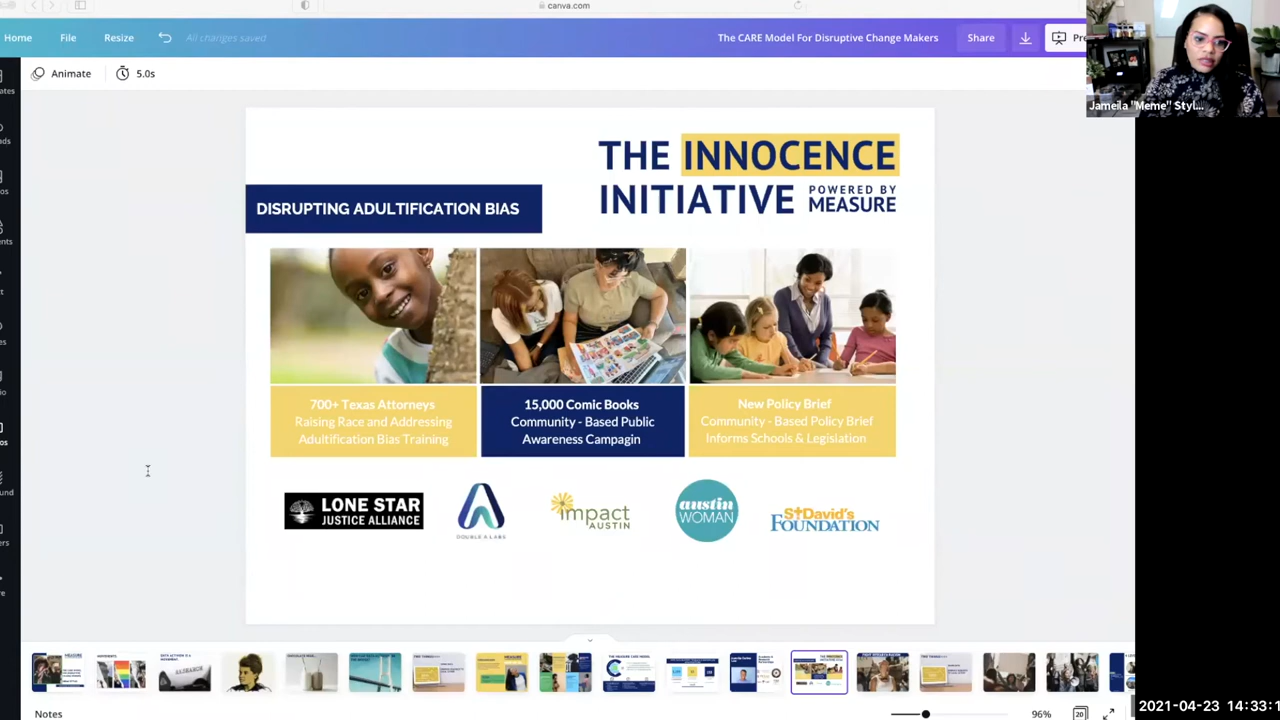 canva.com
Home
File
Resize
All changes saved
The CARE Model For Disruptive Change Makers
Share
Animate
5.0s
Jameila "Meme" Styl...
THE INNOCENCE
INITIATIVE
POWERED BY
MEASURE
DISRUPTING ADULTIFICATION BIAS
700+ Texas Attorneys
Raising Race and Addressing
Adultification Bias Training
15,000 Comic Books
Community - Based Public
Awareness Campagin
New Policy Brief
Community - Based Policy Brief
Informs Schools & Legislation
LONE STAR
JUSTICE ALLIANCE
DOUBLE A LABS
impact
AUSTIN
austin
WOMAN
St David's
FOUNDATION
Notes
96%
20
2021-04-23 14:33:1